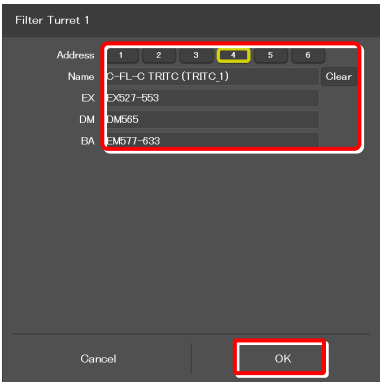 Filter Turret 1
Address 1 2 3 4 5 6
Name C-FL-C TRITC (TRITC_1) Clear
EX EX527-553
DM DM565
BA EM577-633
Cancel OK